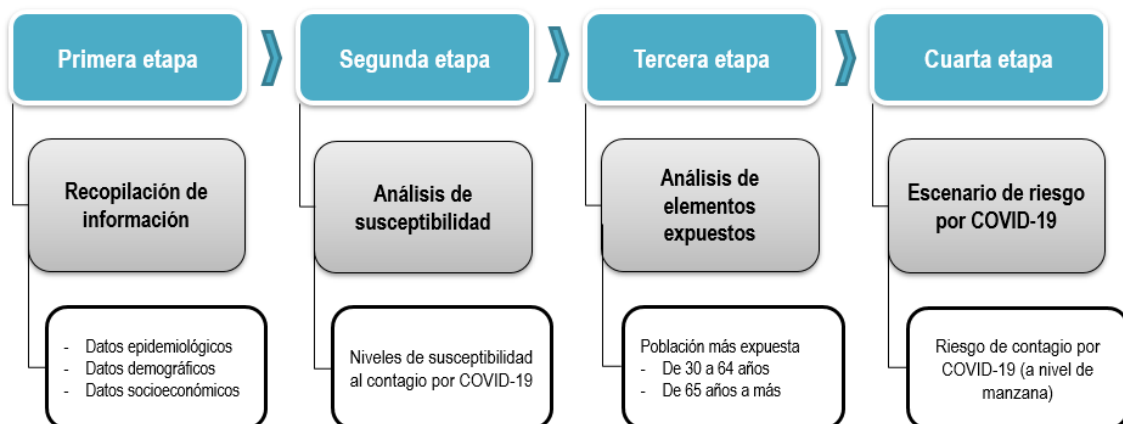 Primera etapa
Segunda etapa
Tercera etapa
Cuarta etapa
Recopilación de
información
Análisis de
susceptibilidad
Análisis de
elementos
expuestos
Escenario de riesgo
por COVID-19
- Datos epidemiológicos
- Datos demográficos
- Datos socioeconómicos
Niveles de susceptibilidad
al contagio por COVID-19
Población más expuesta
- De 30 a 64 años
- De 65 años a más
Riesgo de contagio por
COVID-19 (a nivel de
manzana)